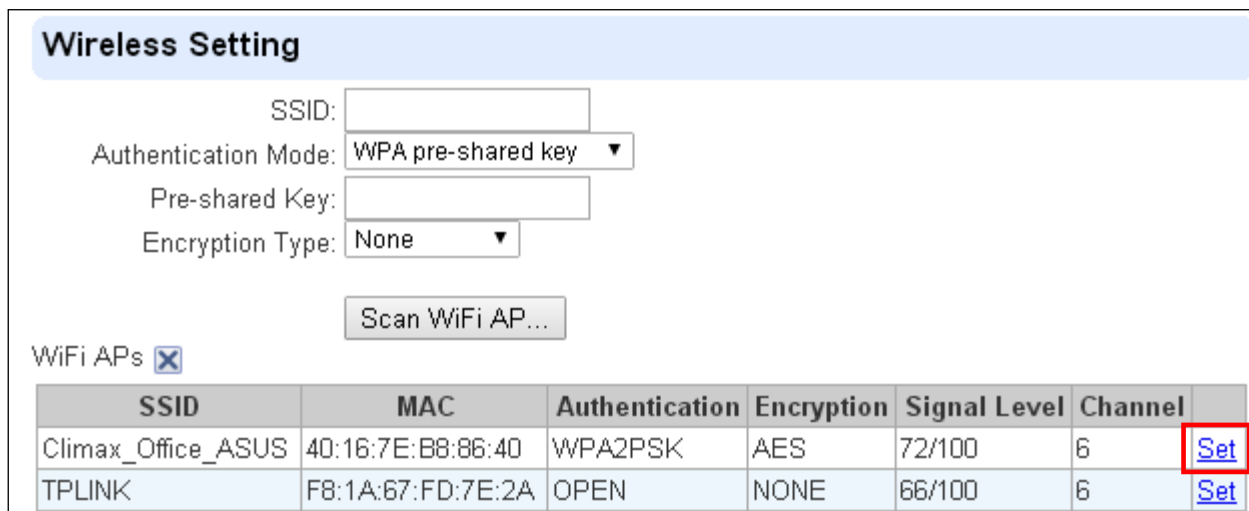 Wireless Setting
SSID:
Authentication Mode: WPA pre-shared key
Pre-shared Key:
Encryption Type: None
Scan WiFi AP...
WiFi APs
SSID MAC Authentication Encryption Signal Level Channel
Climax_Office_ASUS 40:16:7E:B8:86:40 WPA2PSK AES 72/100 6 Set
TPLINK F8:1A:67:FD:7E:2A OPEN NONE 66/100 6 Set